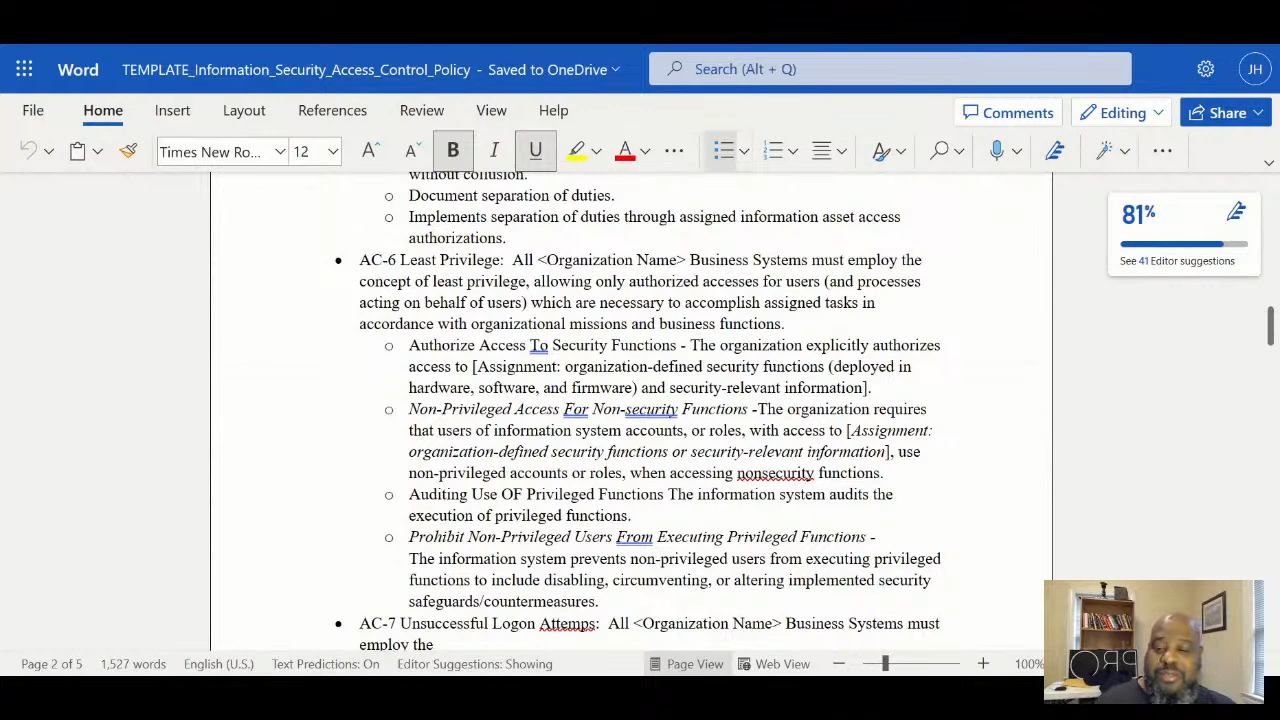 Word TEMPLATE_Information_Security_Access_Control_Policy - Saved to OneDrive Search (Alt + Q) JH
File Home Insert Layout References Review View Help Comments Editing Share
Times New Ro... 12 A A B I U A ...
without collusion.
o Document separation of duties.
o Implements separation of duties through assigned information asset access
authorizations.
• AC-6 Least Privilege: All <Organization Name> Business Systems must employ the
concept of least privilege, allowing only authorized accesses for users (and processes
acting on behalf of users) which are necessary to accomplish assigned tasks in
accordance with organizational missions and business functions.
o Authorize Access To Security Functions - The organization explicitly authorizes
access to [Assignment: organization-defined security functions (deployed in
hardware, software, and firmware) and security-relevant information].
o Non-Privileged Access For Non-security Functions -The organization requires
that users of information system accounts, or roles, with access to [Assignment:
organization-defined security functions or security-relevant information], use
non-privileged accounts or roles, when accessing nonsecurity functions.
o Auditing Use OF Privileged Functions The information system audits the
execution of privileged functions.
o Prohibit Non-Privileged Users From Executing Privileged Functions -
The information system prevents non-privileged users from executing privileged
functions to include disabling, circumventing, or altering implemented security
safeguards/countermeasures.
• AC-7 Unsuccessful Logon Attemps: All <Organization Name> Business Systems must
employ the
81%
See 41 Editor suggestions
Page 2 of 5 1,527 words English (U.S.) Text Predictions: On Editor Suggestions: Showing Page View Web View 100%